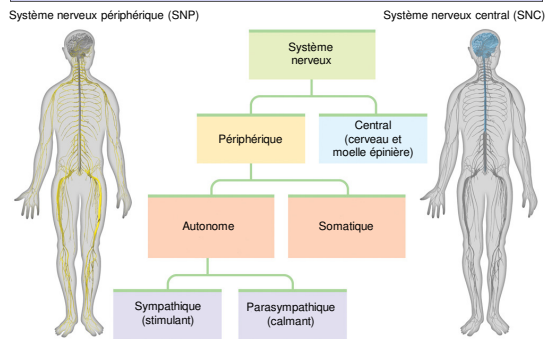 Système nerveux périphérique (SNP)
Système nerveux central (SNC)
Système
nerveux
Périphérique
Central
(cerveau et
moelle épinière)
Autonome
Somatique
Sympathique
(stimulant)
Parasympathique
(calmant)